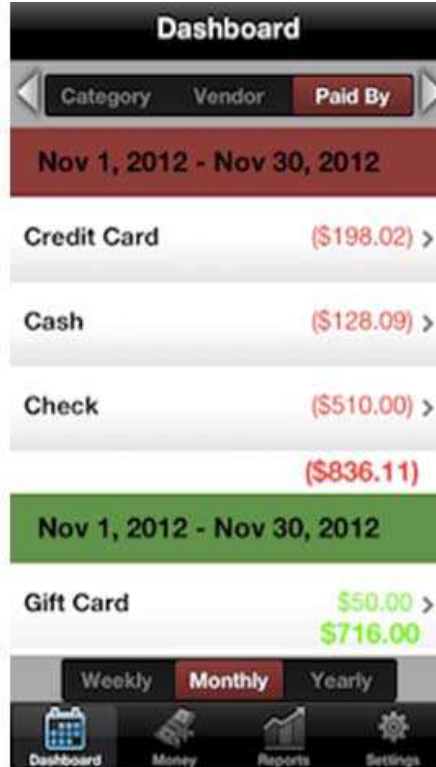 Dashboard
Category Vendor Paid By
Nov 1, 2012 - Nov 30, 2012
Credit Card ($198.02)
Cash ($128.09)
Check ($510.00)
($836.11)
Nov 1, 2012 - Nov 30, 2012
Gift Card $50.00
$716.00
Weekly Monthly Yearly
Dashboard Money Reports Settings